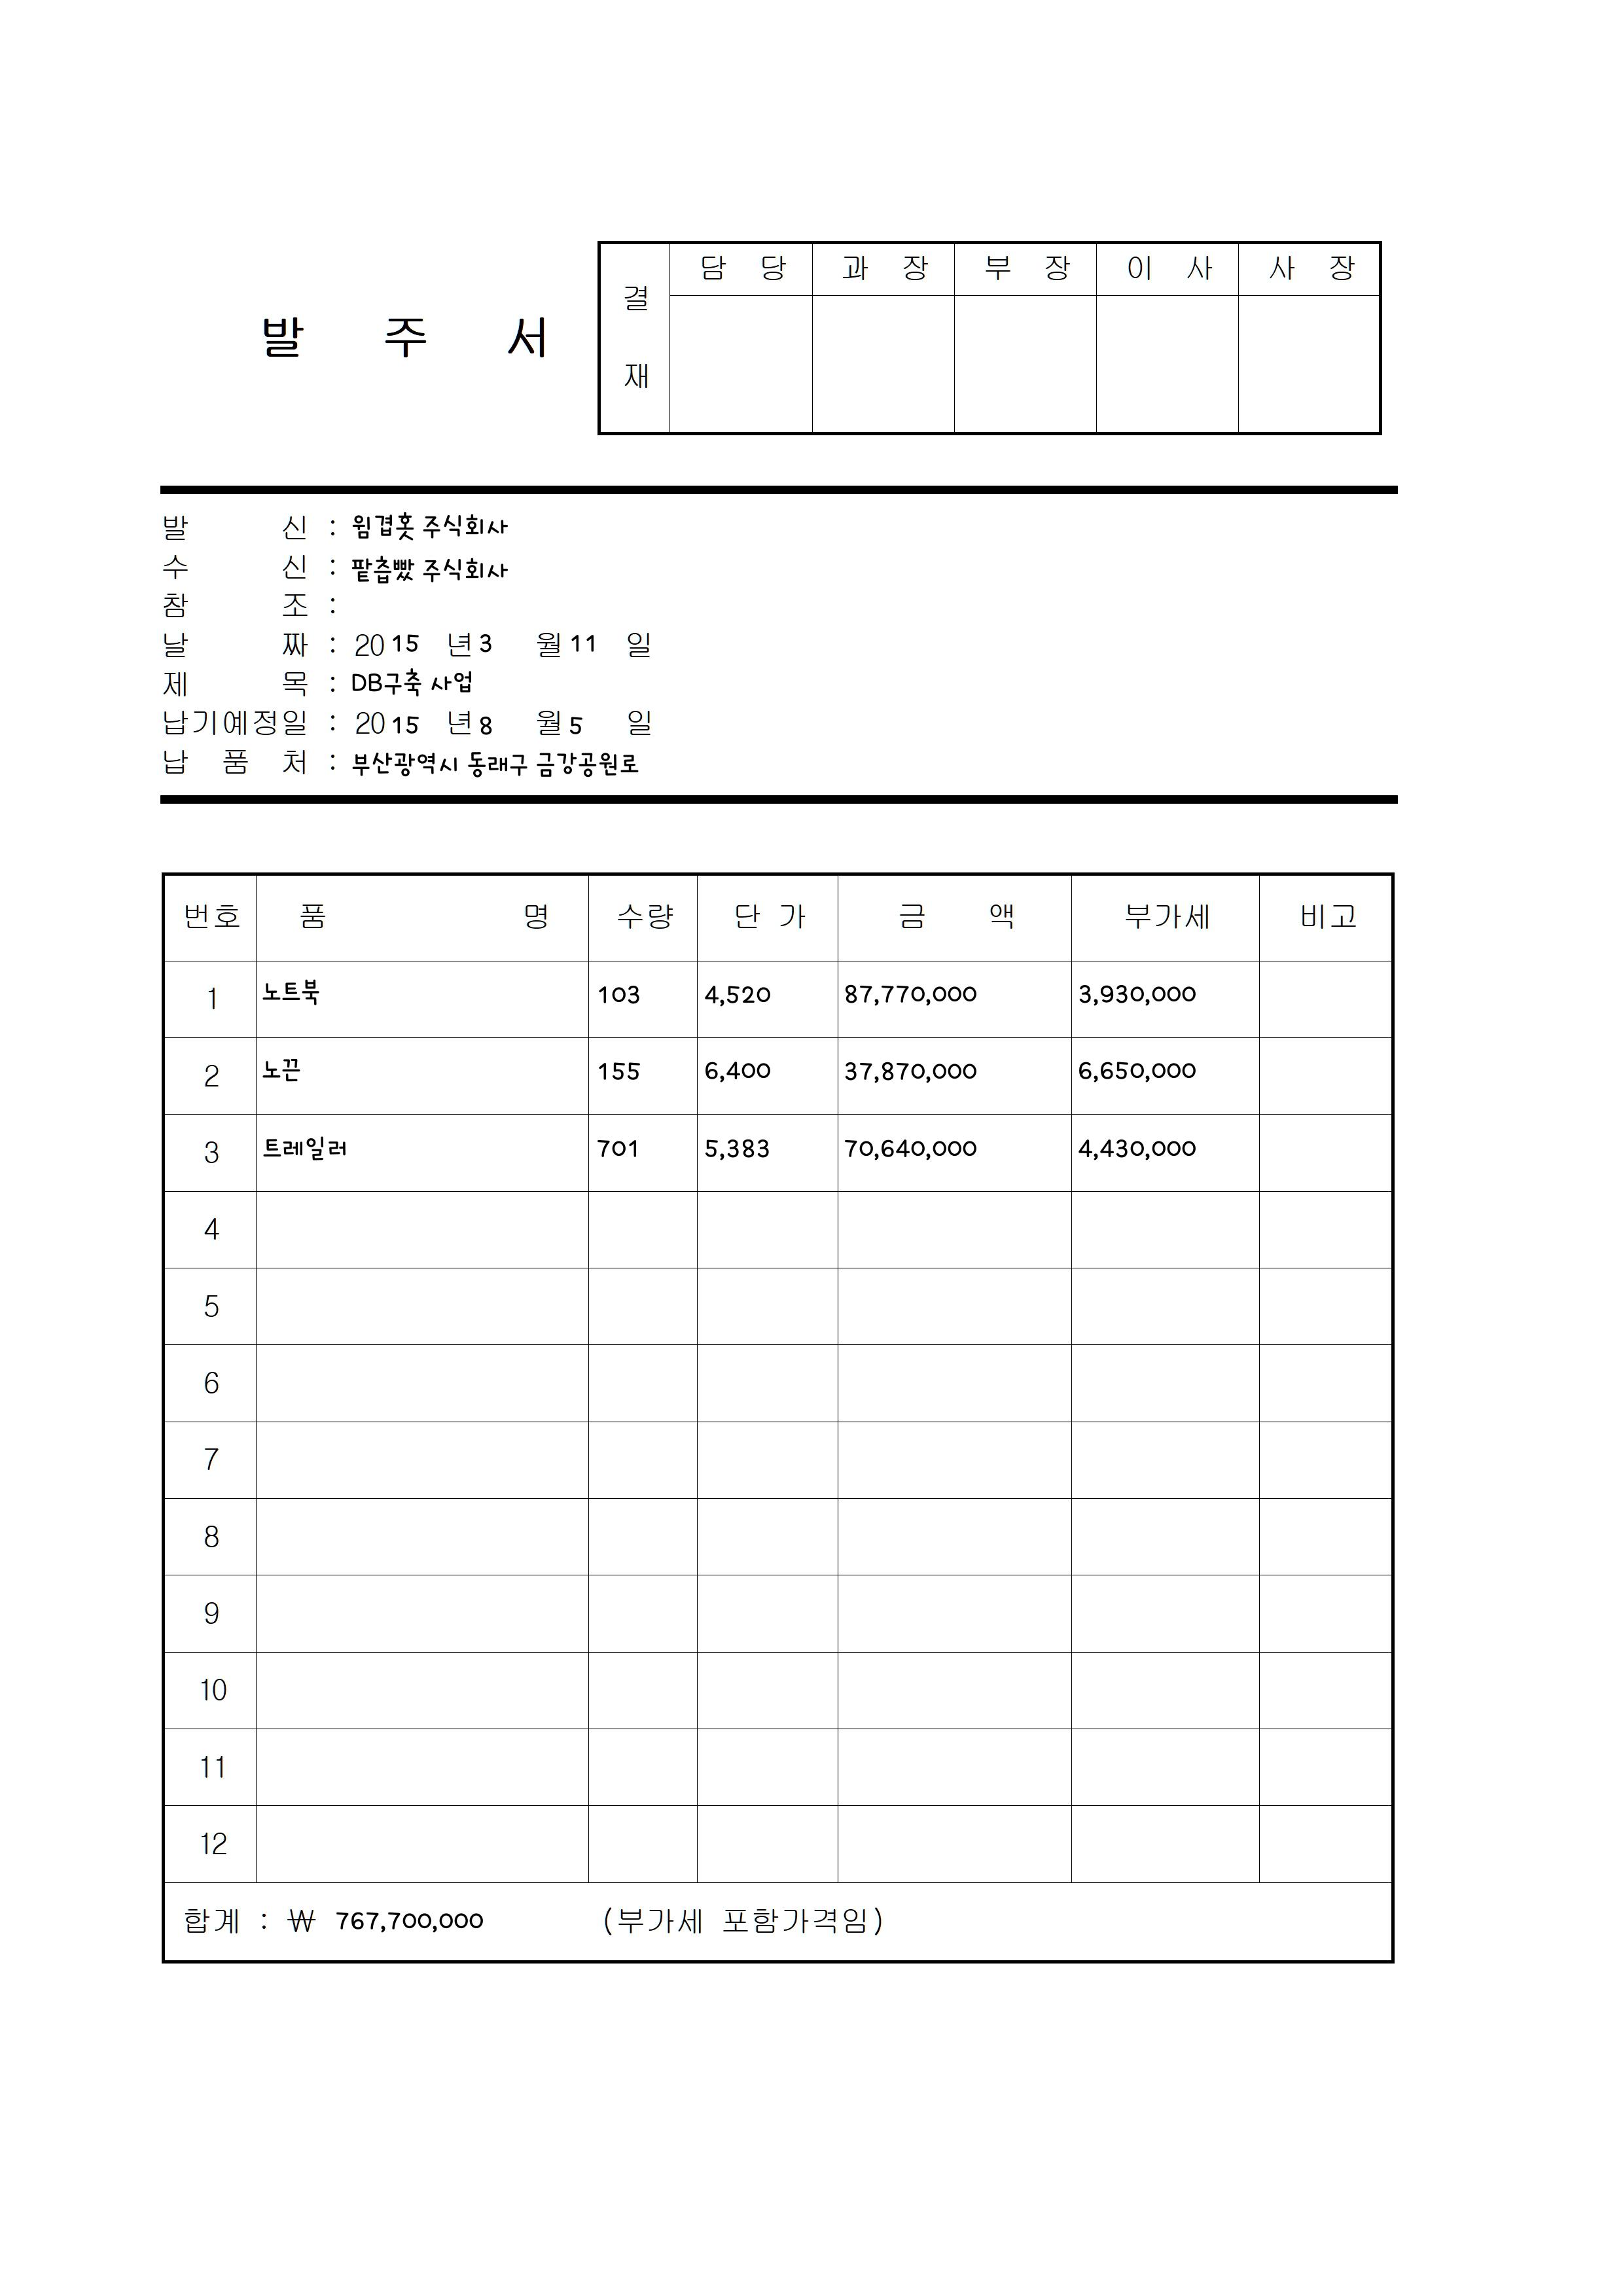 발 주 서
결 재
담 당 과 장 부 장 이 사 사 장
발 신 : 윔겹홋 주식회사
수 신 : 팥츱빴 주식회사
참 조 :
날 짜 : 2015 년 3 월 11 일
제 목 : DB구축 사업
납기예정일 : 2015 년 8 월 5 일
납 품 처 : 부산광역시 동래구 금강공원로
번호 품 명 수량 단 가 금 액 부가세 비고
1 노트북 103 4,520 87,770,000 3,930,000
2 노끈 155 6,400 37,870,000 6,650,000
3 트레일러 701 5,383 70,640,000 4,430,000
4
5
6
7
8
9
10
11
12
합계 : ₩ 767,700,000 (부가세 포함가격임)